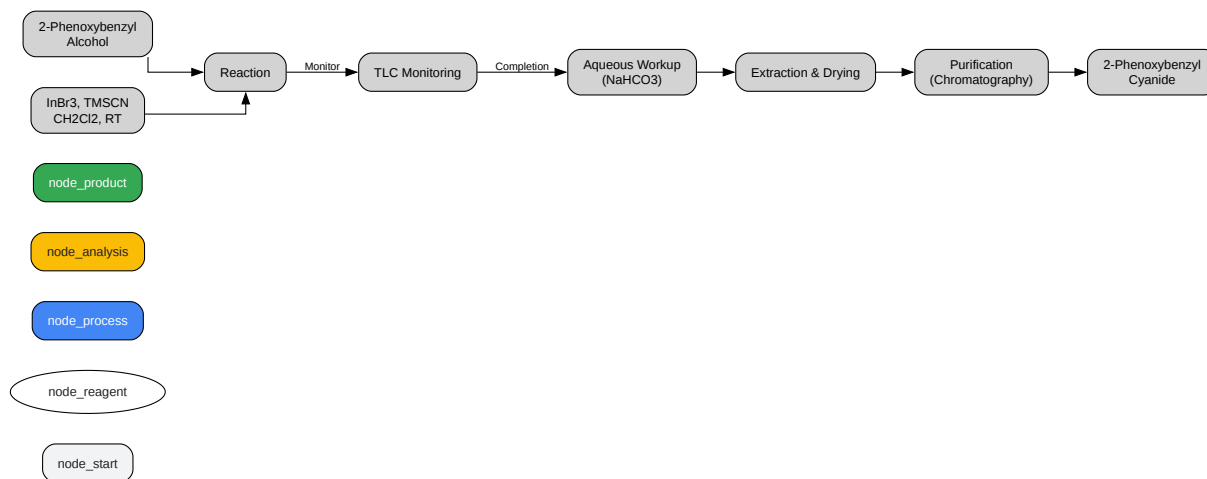 2-Phenoxybenzyl
Alcohol
InBr3, TMSCN
CH2Cl2, RT
Reaction
Monitor
TLC Monitoring
Completion
Aqueous Workup
(NaHCO3)
Extraction & Drying
Purification
(Chromatography)
2-Phenoxybenzyl
Cyanide
node_product
node_analysis
node_process
node_reagent
node_start